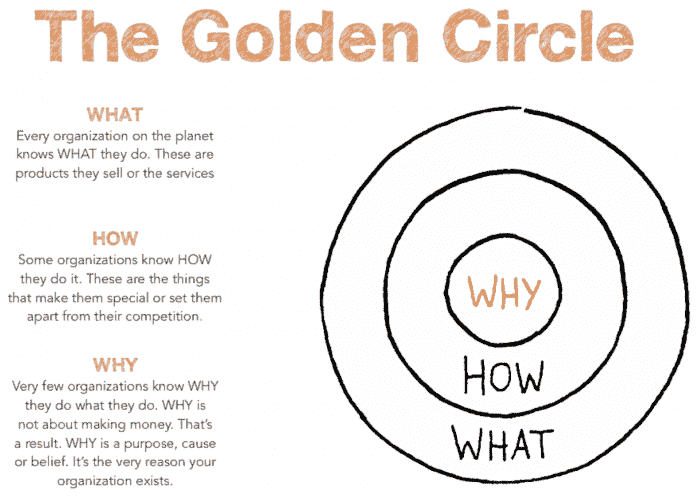 The Golden Circle
WHAT
Every organization on the planet
knows WHAT they do. These are
products they sell or the services
HOW
Some organizations know HOW
they do it. These are the things
that make them special or set them
apart from their competition.
WHY
Very few organizations know WHY
they do what they do. WHY is
not about making money. That's
a result. WHY is a purpose, cause
or belief. It's the very reason your
organization exists.
WHY
HOW
WHAT